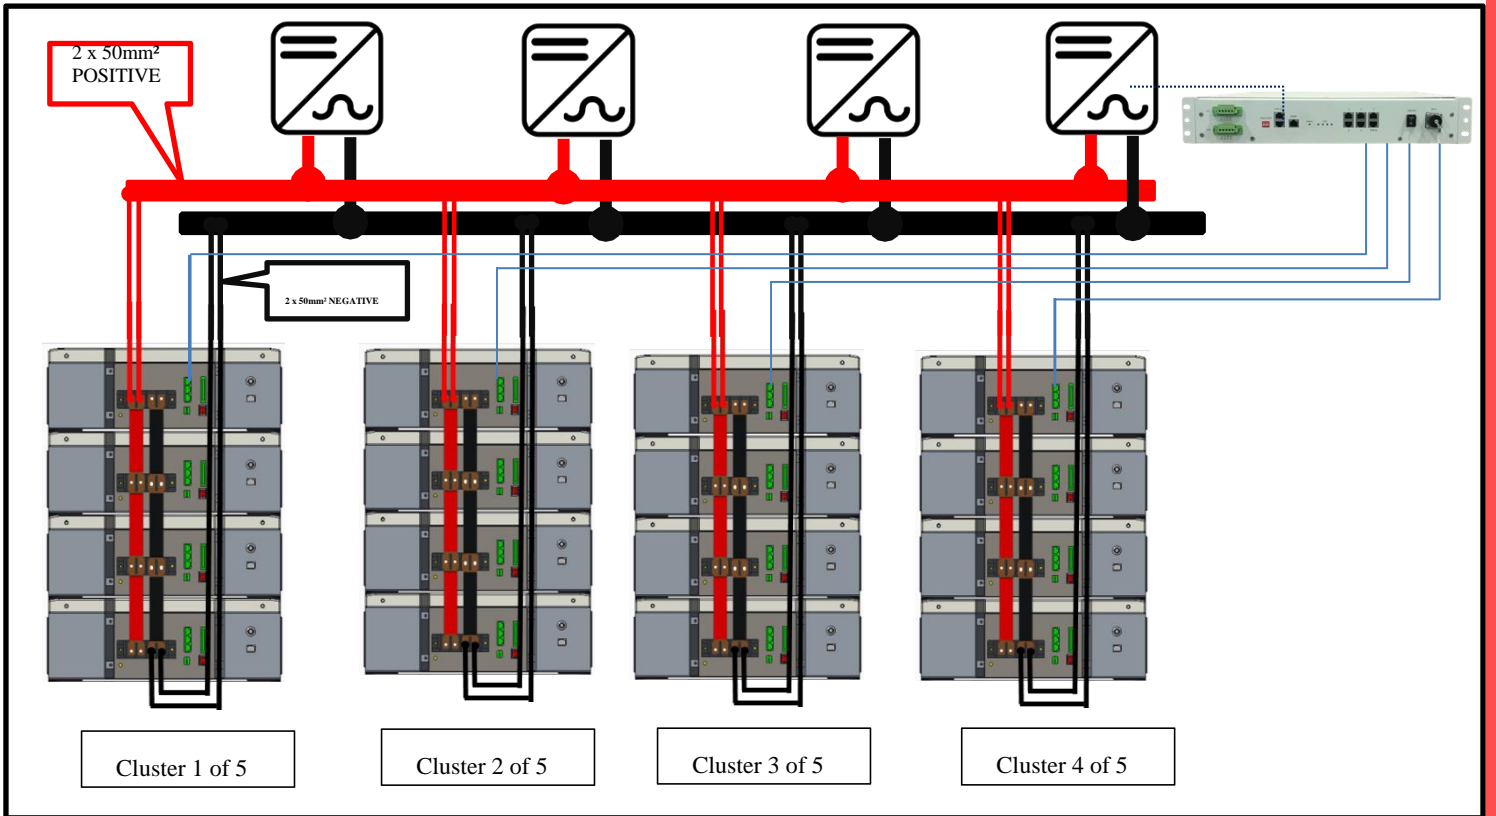 2 x 50mm²
POSITIVE
2 x 50mm² NEGATIVE
Cluster 1 of 5
Cluster 2 of 5
Cluster 3 of 5
Cluster 4 of 5